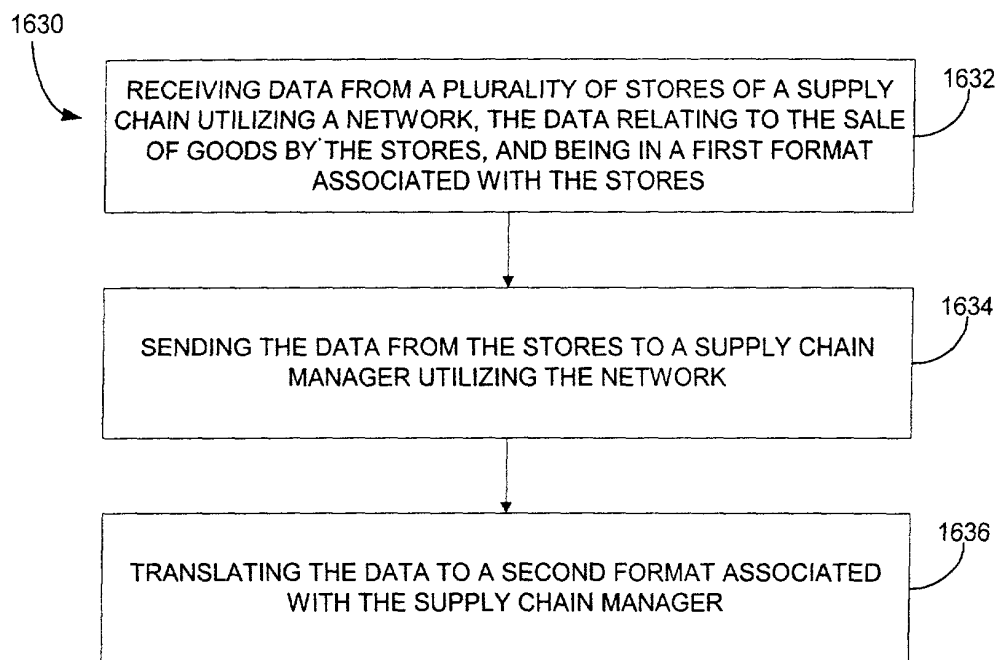 1630
RECEIVING DATA FROM A PLURALITY OF STORES OF A SUPPLY
CHAIN UTILIZING A NETWORK, THE DATA RELATING TO THE SALE
OF GOODS BY THE STORES, AND BEING IN A FIRST FORMAT
ASSOCIATED WITH THE STORES
1632
SENDING THE DATA FROM THE STORES TO A SUPPLY CHAIN
MANAGER UTILIZING THE NETWORK
1634
TRANSLATING THE DATA TO A SECOND FORMAT ASSOCIATED
WITH THE SUPPLY CHAIN MANAGER
1636